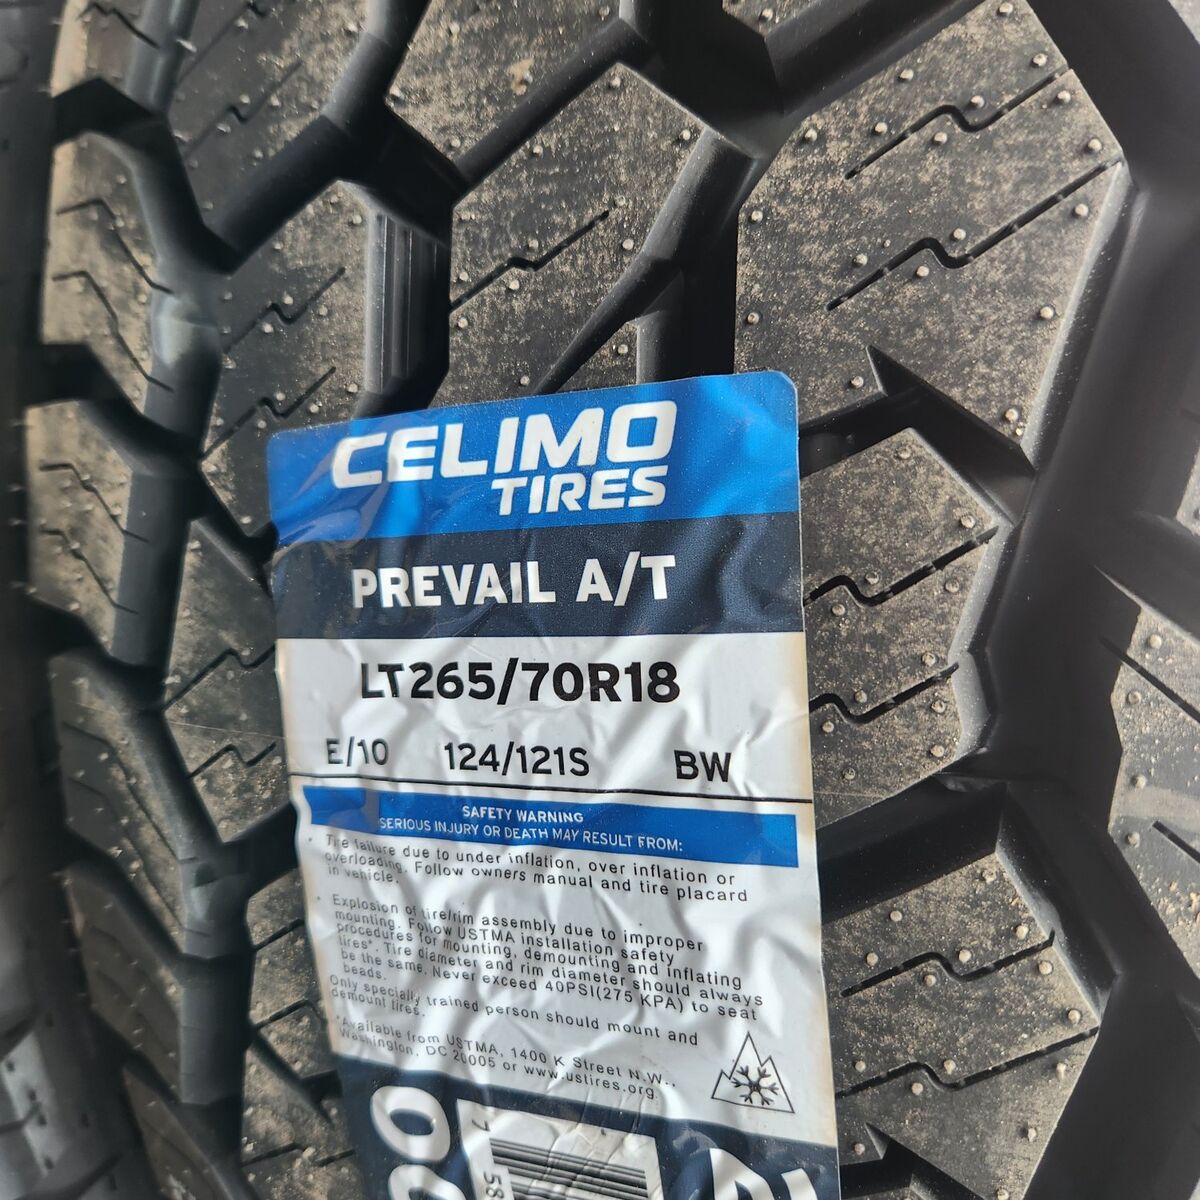 CELIMO
TIRES
PREVAIL A/T
LT265/70R18
E/10 124/121S BW
SAFETY WARNING
SERIOUS INJURY OR DEATH MAY RESULT FROM:
* Tire failure due to under inflation, over inflation or
overloading. Follow owners manual and tire placard
in vehicle.
* Explosion of tire/rim assembly due to improper
mounting. Follow USTMA installation safety
procedures for mounting, demounting and inflating
tires*. Tire diameter and rim diameter should always
be the same. Never exceed 40PSI(275 KPA) to seat
beads.
Only specially trained person should mount and
demount tires.
*Available from USTMA, 1400 K Street N.W.,
Washington, DC 20005 or www.ustires.org.